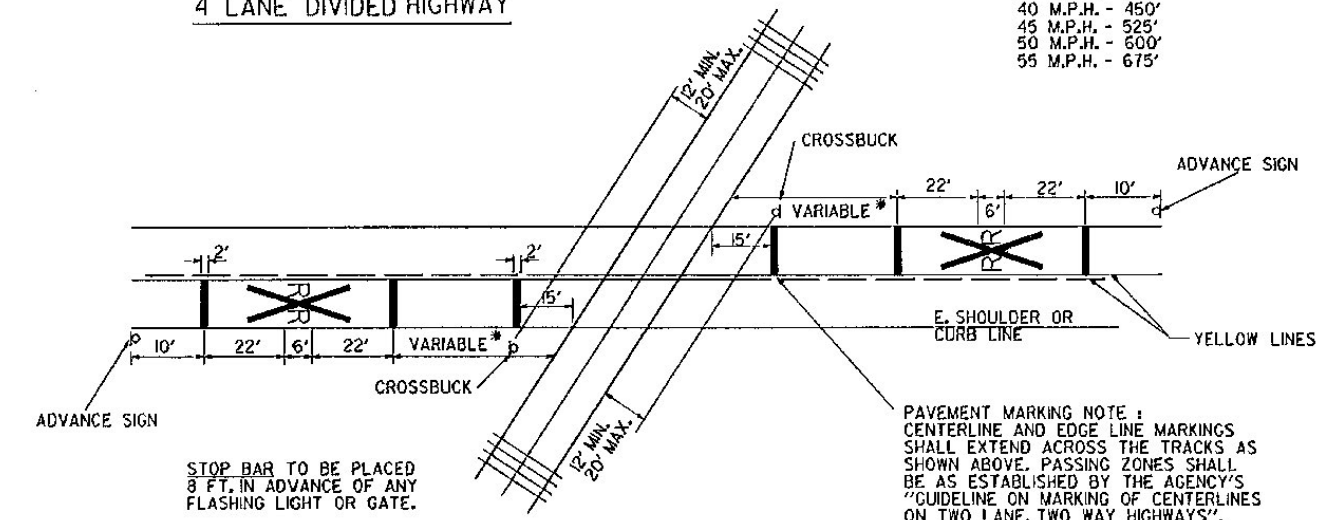 4 LANE DIVIDED HIGHWAY
40 M.P.H. - 450'
45 M.P.H. - 525'
50 M.P.H. - 600'
55 M.P.H. - 675'
12' MIN.
20' MAX.
CROSSBUCK
ADVANCE SIGN
22'
22'
10'
VARIABLE*
6'
15'
RR
2'
2'
RR
15'
E. SHOULDER OR
CURB LINE
YELLOW LINES
10'
22'
6'
22'
VARIABLE*
CROSSBUCK
ADVANCE SIGN
12' MIN.
20' MAX.
STOP BAR TO BE PLACED
8 FT. IN ADVANCE OF ANY
FLASHING LIGHT OR GATE.
PAVEMENT MARKING NOTE :
CENTERLINE AND EDGE LINE MARKINGS
SHALL EXTEND ACROSS THE TRACKS AS
SHOWN ABOVE. PASSING ZONES SHALL
BE AS ESTABLISHED BY THE AGENCY'S
"GUIDELINE ON MARKING OF CENTERLINES
ON TWO LANE, TWO WAY HIGHWAYS".